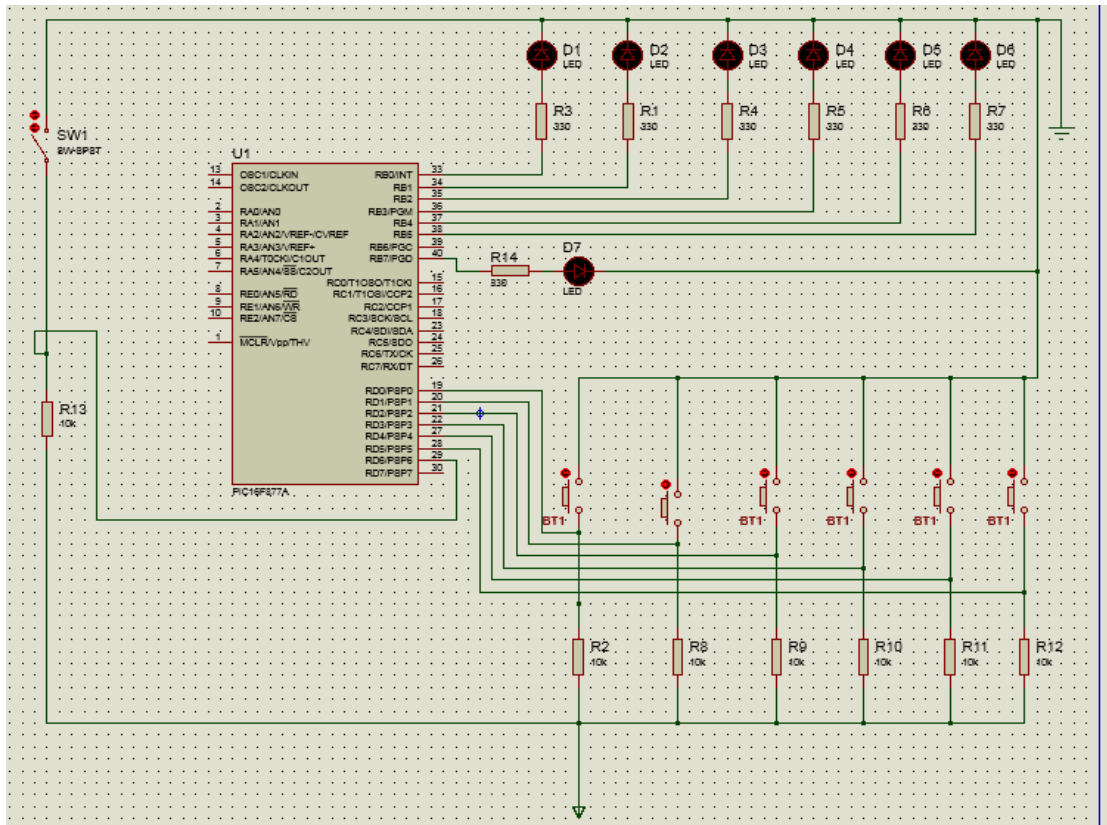 D1
LED
D2
LED
D3
LED
D4
LED
D5
LED
D6
LED
R3
330
R1
330
R4
330
R5
330
R6
330
R7
330
SW1
SW-SPST
U1
13 OSC1/CLKIN
14 OSC2/CLKOUT
2 RA0/AN0
3 RA1/AN1
4 RA2/AN2/VREF-/CVREF
5 RA3/AN3/VREF+
6 RA4/T0CKI/C1OUT
7 RA5/AN4/SS/C2OUT
8 RE0/AN5/RD
9 RE1/AN6/WR
10 RE2/AN7/CS
1 MCLR/Vpp/THV
RB0/INT 33
RB1 34
RB2 35
RB3/PGM 36
RB4 37
RB5 38
RB6/PGC 39
RB7/PGD 40
RC0/T1OSO/T1CKI 15
RC1/T1OSI/CCP2 16
RC2/CCP1 17
RC3/SCK/SCL 18
RC4/SDI/SDA 23
RC5/SDO 24
RC6/TX/CK 25
RC7/RX/DT 26
RD0/PSP0 19
RD1/PSP1 20
RD2/PSP2 21
RD3/PSP3 22
RD4/PSP4 27
RD5/PSP5 28
RD6/PSP6 29
RD7/PSP7 30
PIC16F877A
R14
330
D7
LED
R13
10k
BT1
BT1
BT1
BT1
BT1
R2
10k
R8
10k
R9
10k
R10
10k
R11
10k
R12
10k